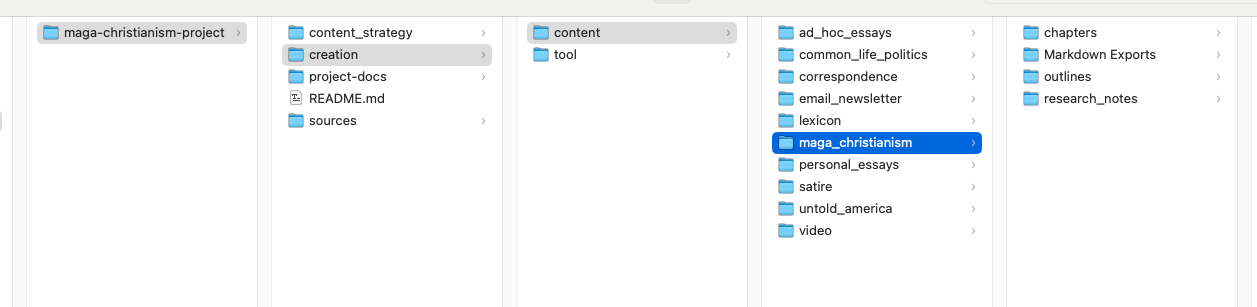 maga-christianism-project
content_strategy
creation
project-docs
README.md
sources
content
tool
ad_hoc_essays
common_life_politics
correspondence
email_newsletter
lexicon
maga_christianism
personal_essays
satire
untold_america
video
chapters
Markdown Exports
outlines
research_notes